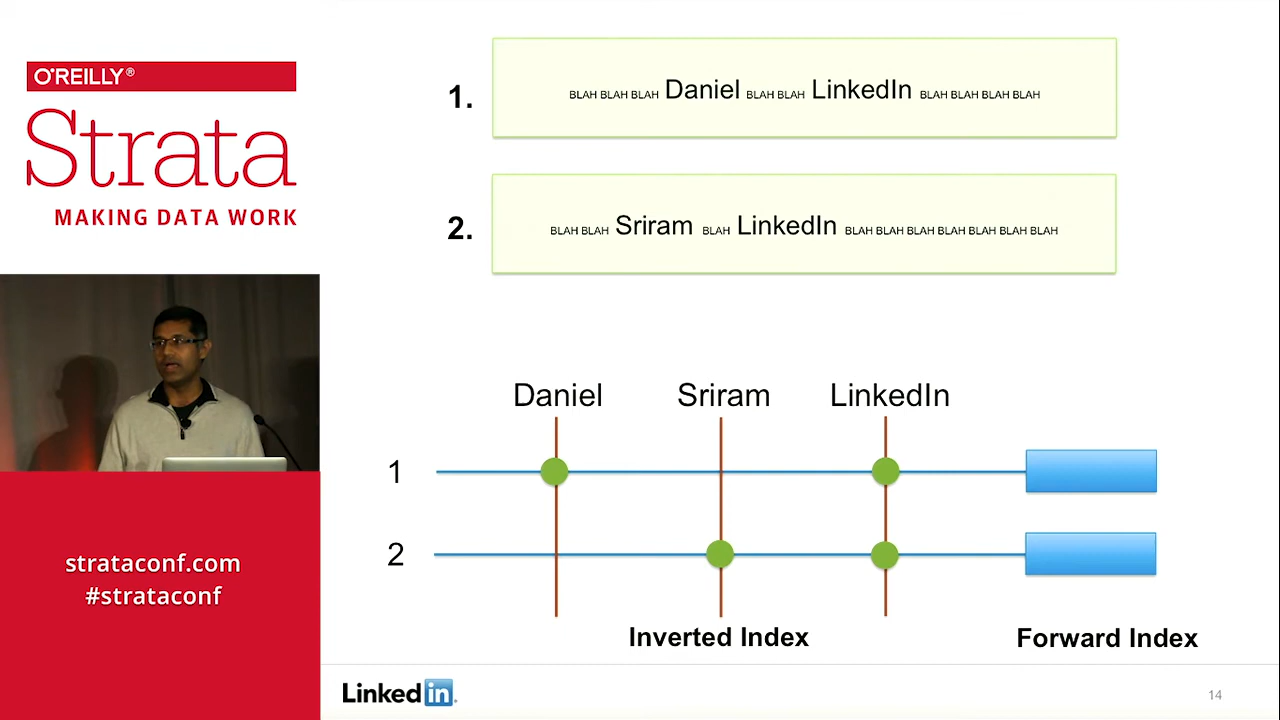 O'REILLY®
Strata
MAKING DATA WORK
strataconf.com
#strataconf
1.
BLAH BLAH BLAH Daniel BLAH BLAH LinkedIn BLAH BLAH BLAH BLAH
2.
BLAH BLAH Sriram BLAH LinkedIn BLAH BLAH BLAH BLAH BLAH BLAH BLAH
Daniel Sriram LinkedIn
1
2
Inverted Index Forward Index
Linked in® 14